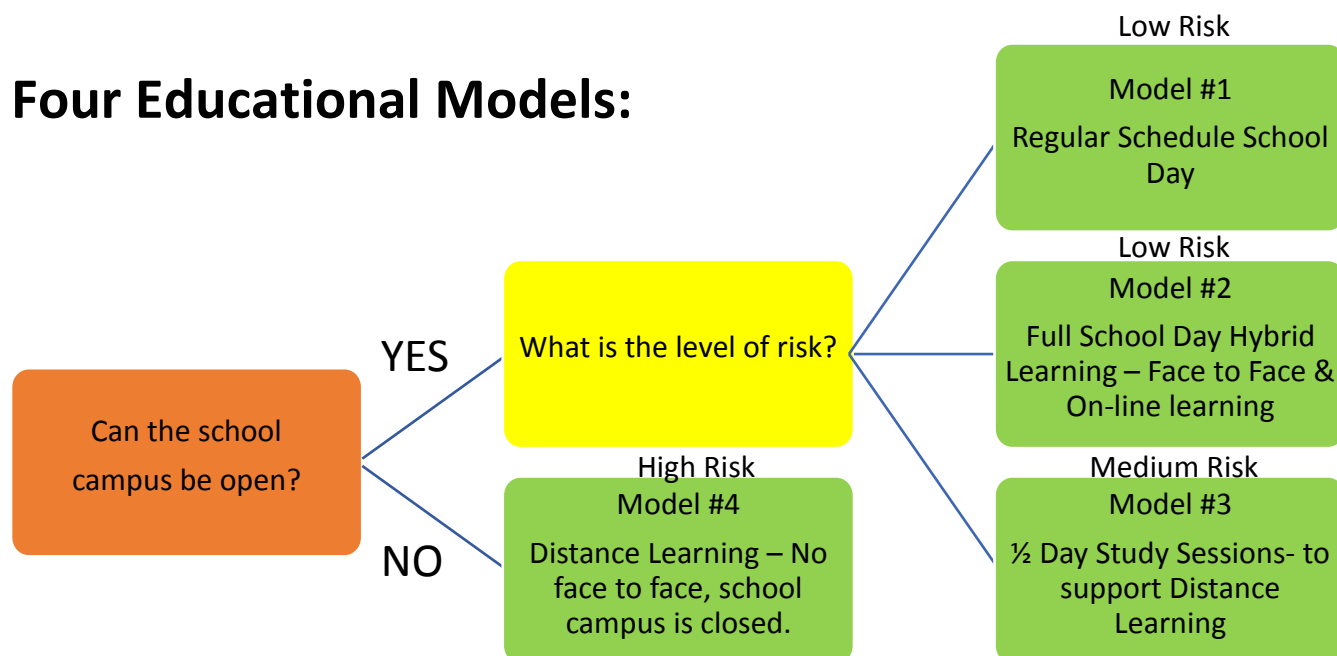 Four Educational Models:
Can the school
campus be open?
YES
NO
What is the level of risk?
High Risk
Model #4
Distance Learning – No
face to face, school
campus is closed.
Low Risk
Model #1
Regular Schedule School
Day
Low Risk
Model #2
Full School Day Hybrid
Learning – Face to Face &
On-line learning
Medium Risk
Model #3
½ Day Study Sessions- to
support Distance
Learning